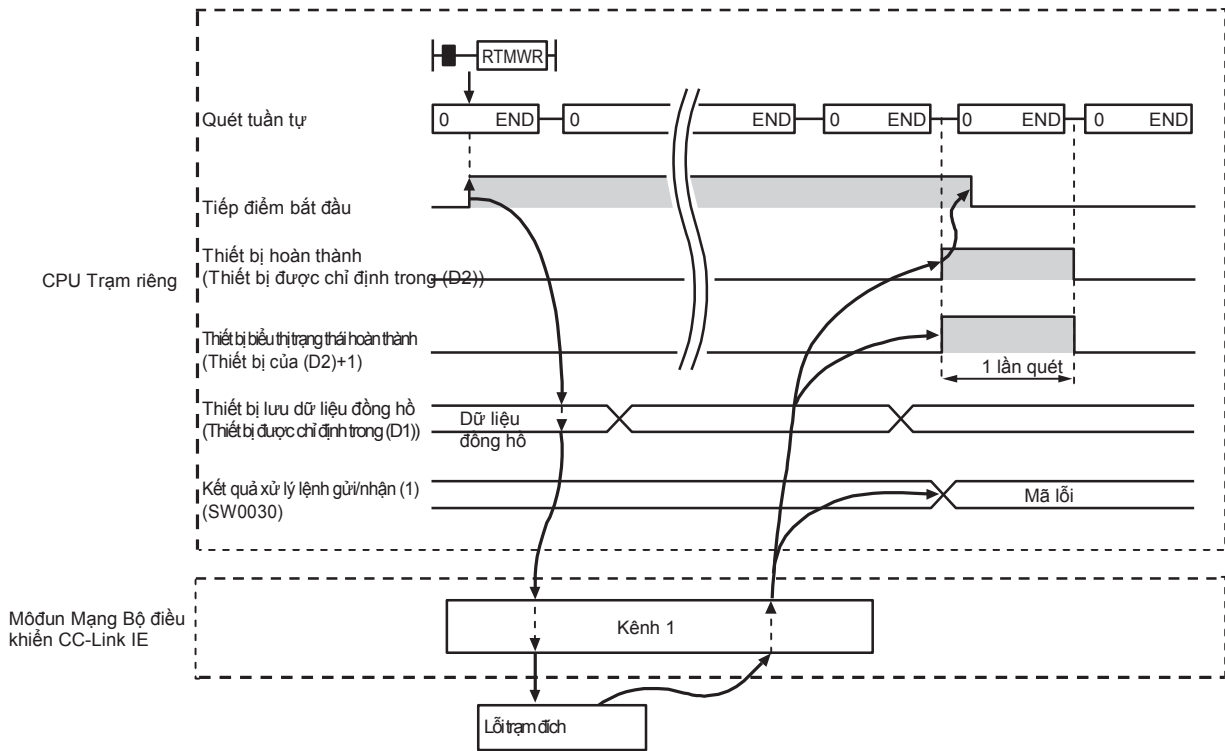 RTMWR
Quét tuần tự
0 END 0 END 0 END 0 END 0 END
Tiếp điểm bắt đầu
Thiết bị hoàn thành
(Thiết bị được chỉ định trong (D2))
CPU Trạm riêng
Thiết bị biểu thị trạng thái hoàn thành
(Thiết bị của (D2)+1)
1 lần quét
Thiết bị lưu dữ liệu đồng hồ
(Thiết bị được chỉ định trong (D1))
Dữ liệu
đồng hồ
Kết quả xử lý lệnh gửi/nhận (1)
(SW0030)
Mã lỗi
Môđun Mạng Bộ điều
khiển CC-Link IE
Kênh 1
Lỗi trạm đích